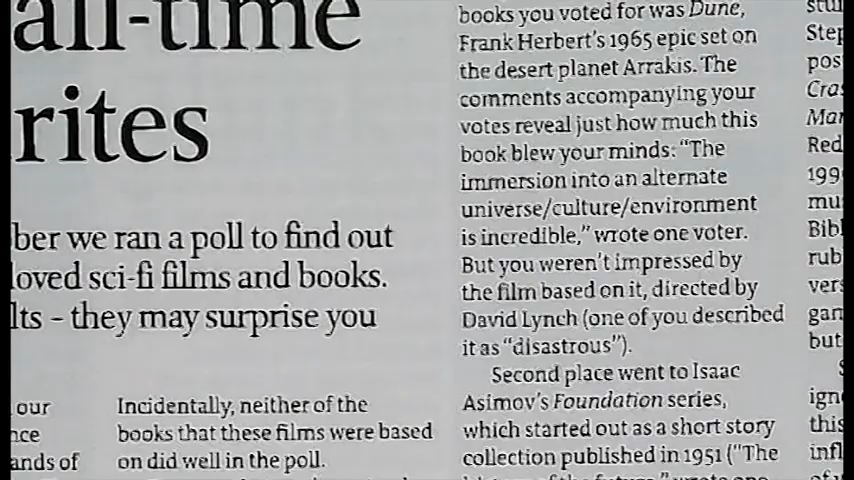 all-time
rites
ber we ran a poll to find out
loved sci-fi films and books.
lts – they may surprise you
our
nce
ands of
Incidentally, neither of the
books that these films were based
on did well in the poll.
books you voted for was Dune,
Frank Herbert's 1965 epic set on
the desert planet Arrakis. The
comments accompanying your
votes reveal just how much this
book blew your minds: "The
immersion into an alternate
universe/culture/environment
is incredible," wrote one voter.
But you weren't impressed by
the film based on it, directed by
David Lynch (one of you described
it as "disastrous").
Second place went to Isaac
Asimov's Foundation series,
which started out as a short story
collection published in 1951 ("The
Step
pos
Cras
Mar
Red
199
mu
Bibl
rub
vers
gan
but
ign
this
infl